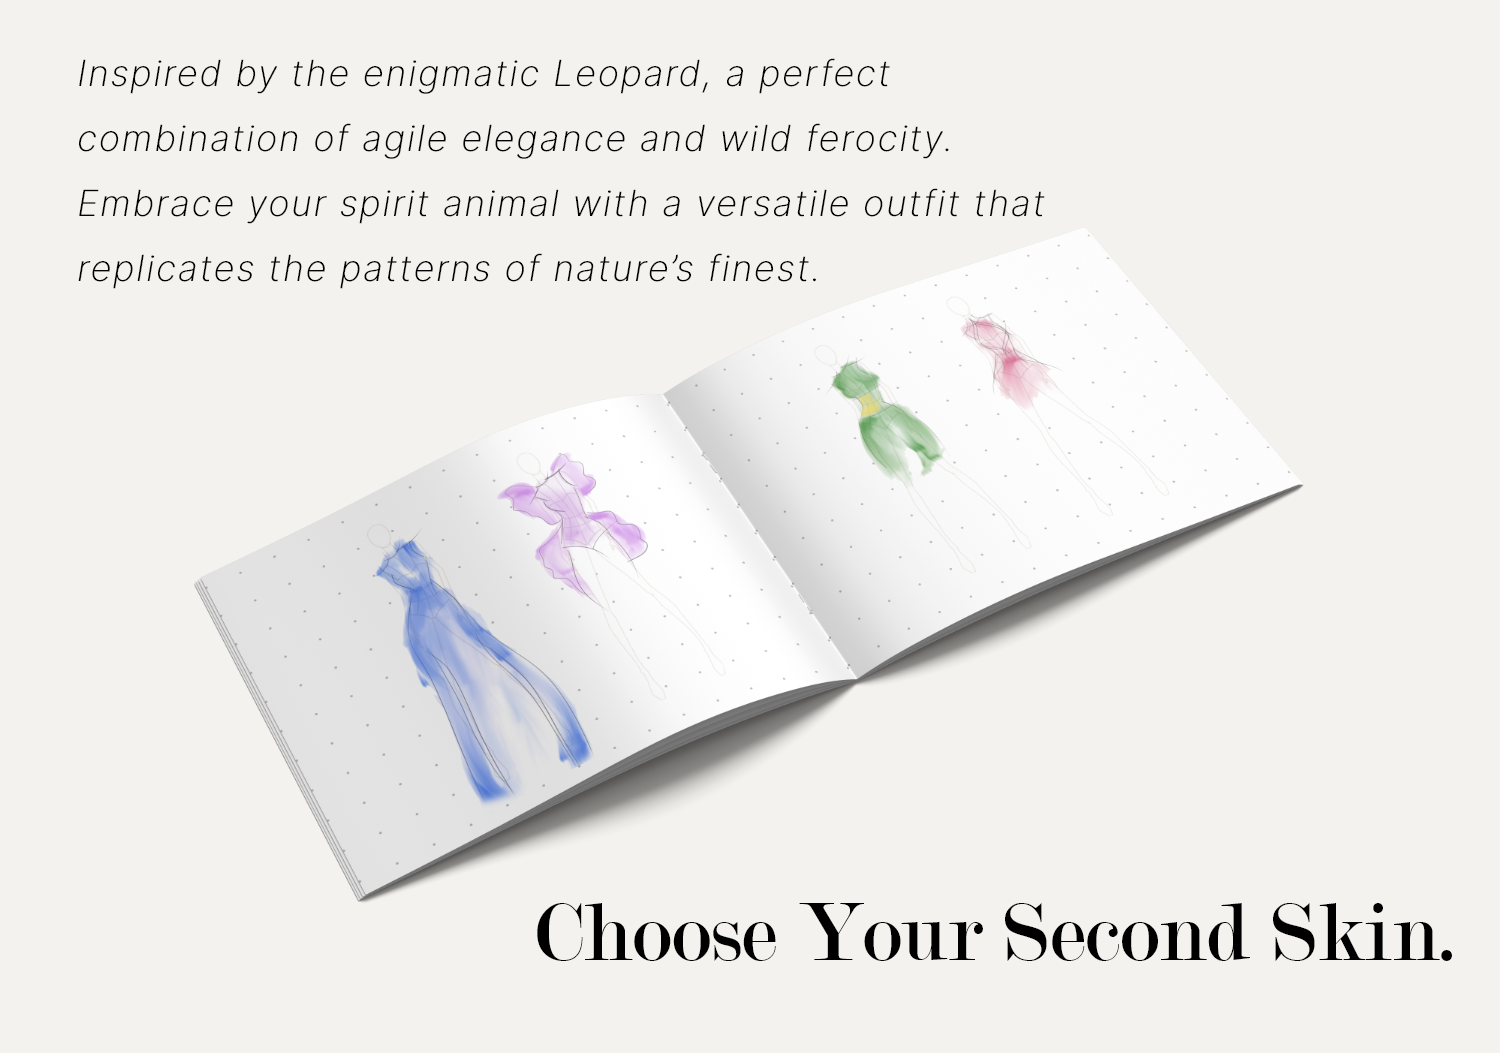 Inspired by the enigmatic Leopard, a perfect
combination of agile elegance and wild ferocity.
Embrace your spirit animal with a versatile outfit that
replicates the patterns of nature’s finest.
Choose Your Second Skin.